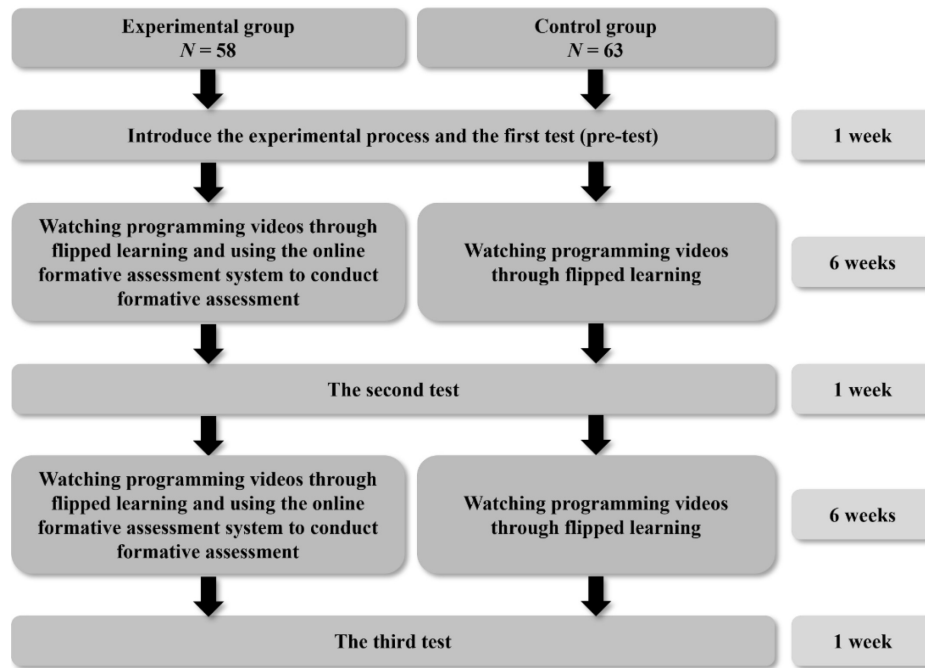 Experimental group
N = 58
Control group
N = 63
Introduce the experimental process and the first test (pre-test)
1 week
Watching programming videos through
flipped learning and using the online
formative assessment system to conduct
formative assessment
Watching programming videos
through flipped learning
6 weeks
The second test
1 week
Watching programming videos through
flipped learning and using the online
formative assessment system to conduct
formative assessment
Watching programming videos
through flipped learning
6 weeks
The third test
1 week